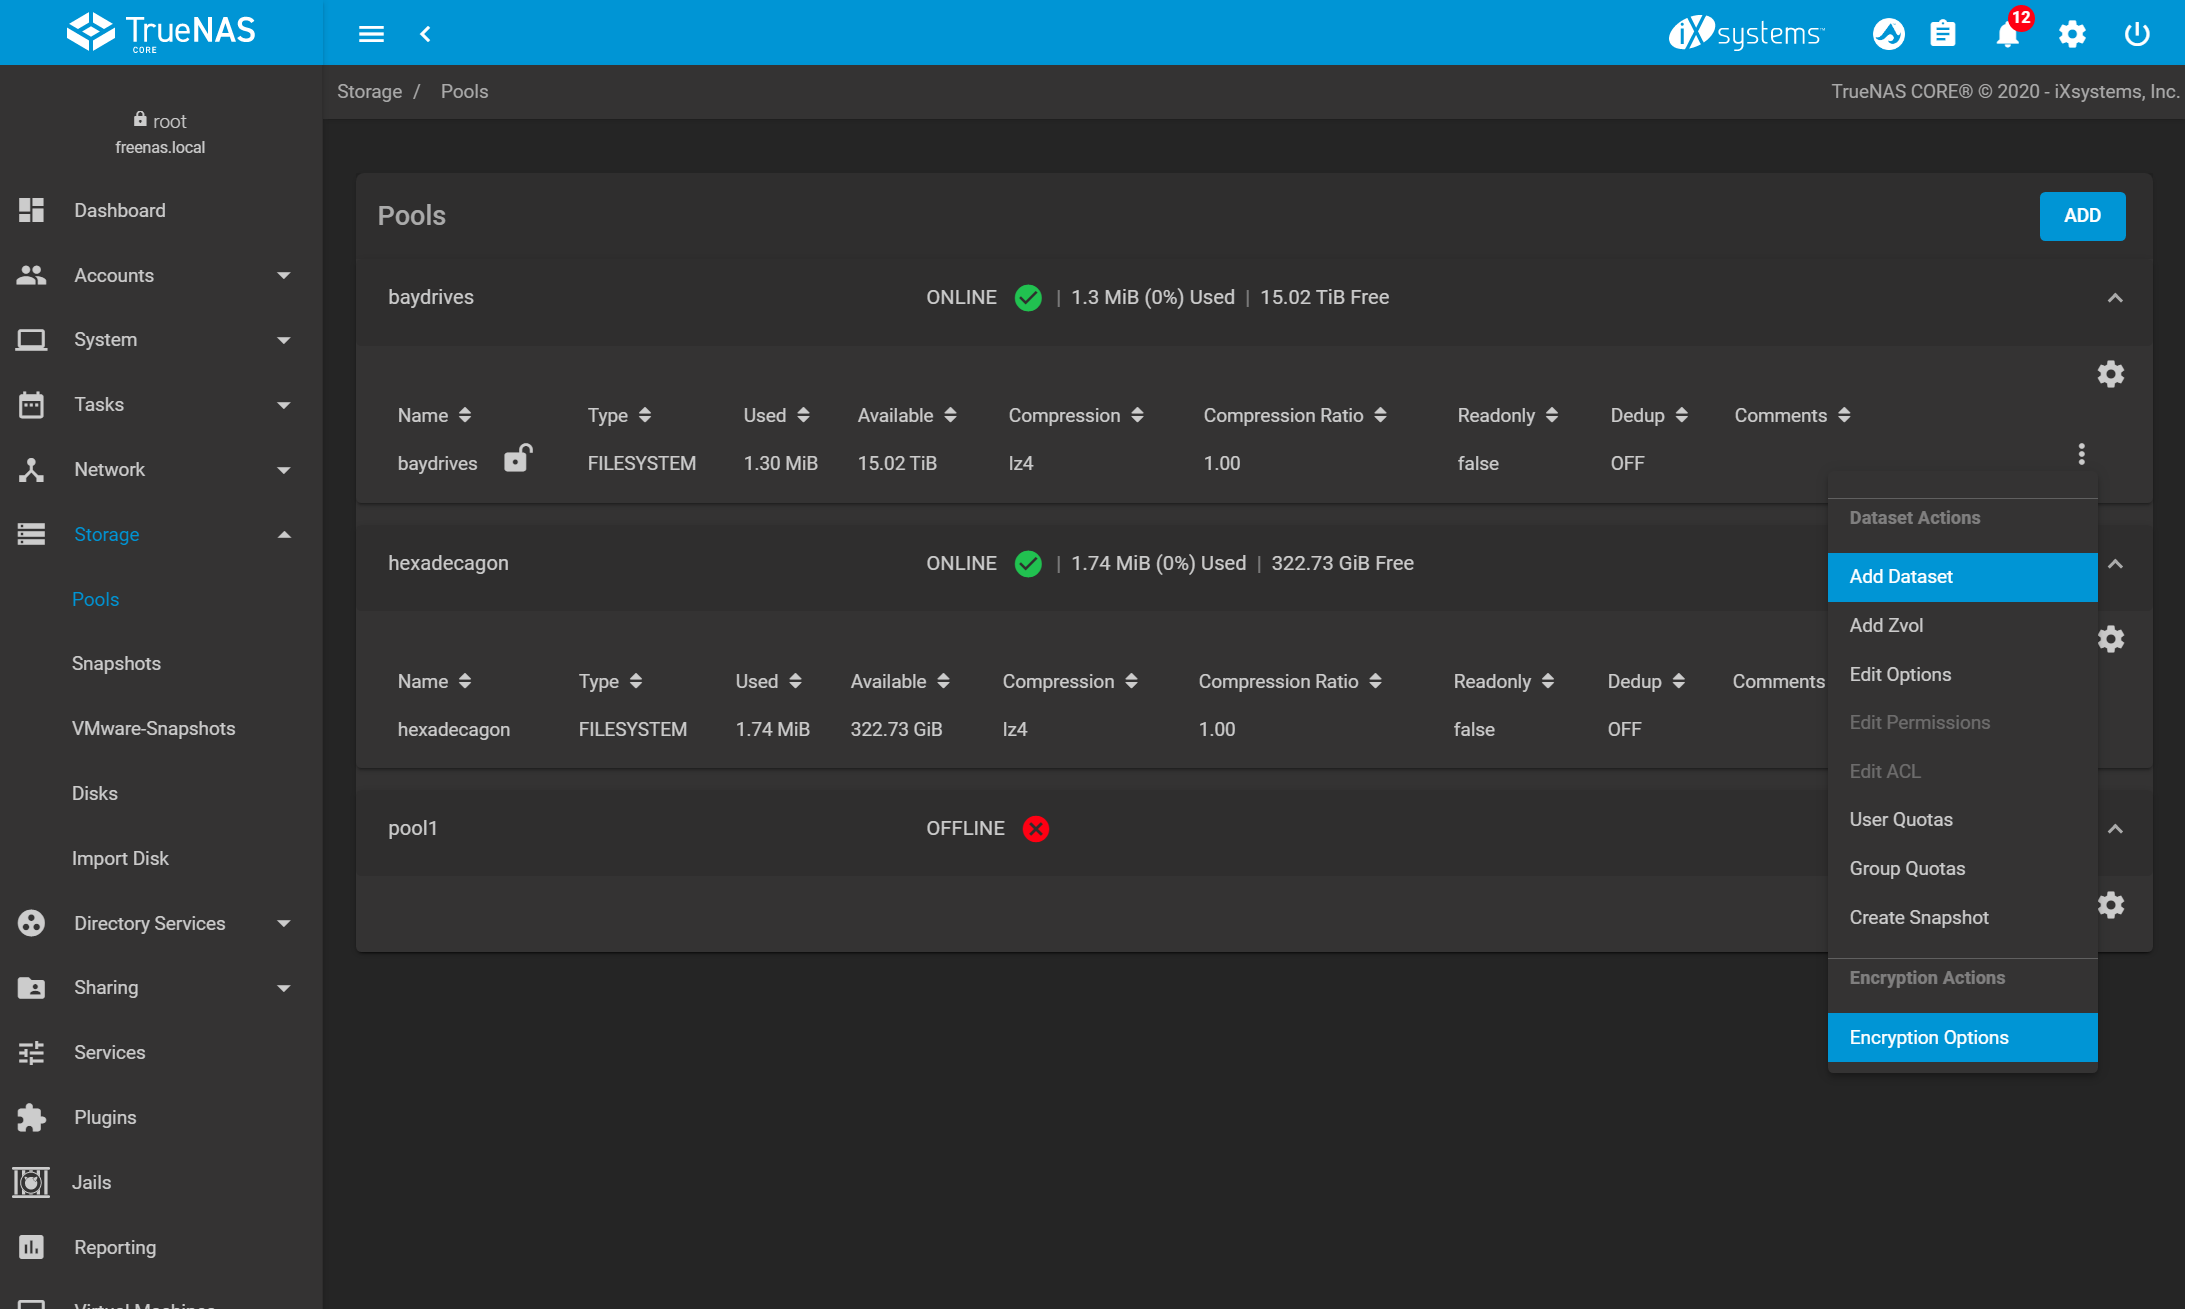 TrueNAS
CORE
iXsystems™
12
root
freenas.local
Storage / Pools
TrueNAS CORE® © 2020 - iXsystems, Inc.
Dashboard
Accounts
System
Tasks
Network
Storage
Pools
Snapshots
VMware-Snapshots
Disks
Import Disk
Directory Services
Sharing
Services
Plugins
Jails
Reporting
Virtual Machines
Pools
ADD
baydrives ONLINE | 1.3 MiB (0%) Used | 15.02 TiB Free
Name Type Used Available Compression Compression Ratio Readonly Dedup Comments
baydrives FILESYSTEM 1.30 MiB 15.02 TiB lz4 1.00 false OFF
hexadecagon ONLINE | 1.74 MiB (0%) Used | 322.73 GiB Free
Name Type Used Available Compression Compression Ratio Readonly Dedup Comments
hexadecagon FILESYSTEM 1.74 MiB 322.73 GiB lz4 1.00 false OFF
pool1 OFFLINE
Dataset Actions
Add Dataset
Add Zvol
Edit Options
Edit Permissions
Edit ACL
User Quotas
Group Quotas
Create Snapshot
Encryption Actions
Encryption Options